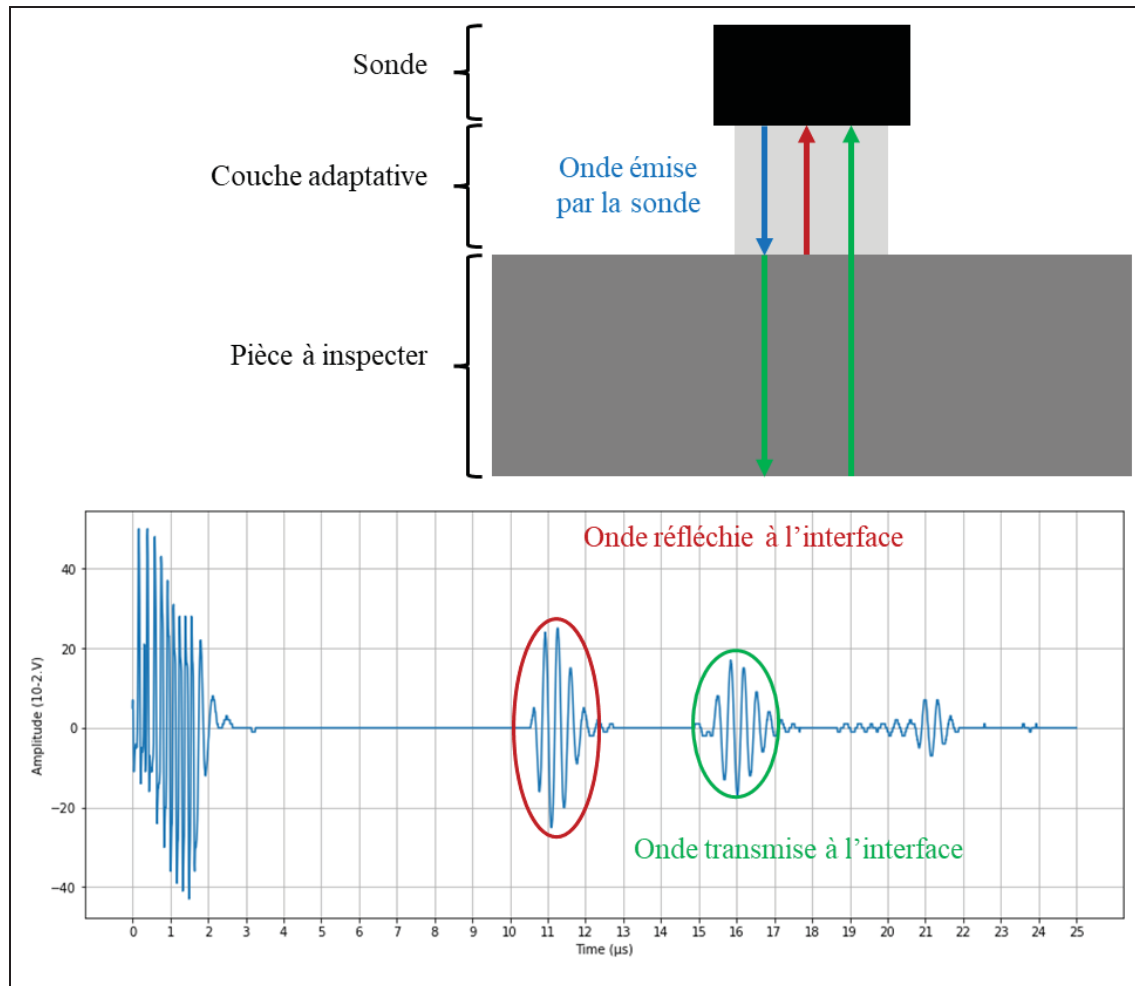 Sonde
Couche adaptative
Onde émise
par la sonde
Pièce à inspecter
Onde réfléchie à l'interface
Onde transmise à l'interface
Amplitude (10-2.V)
40
20
0
−20
−40
0 1 2 3 4 5 6 7 8 9 10 11 12 13 14 15 16 17 18 19 20 21 22 23 24 25
Time (µs)